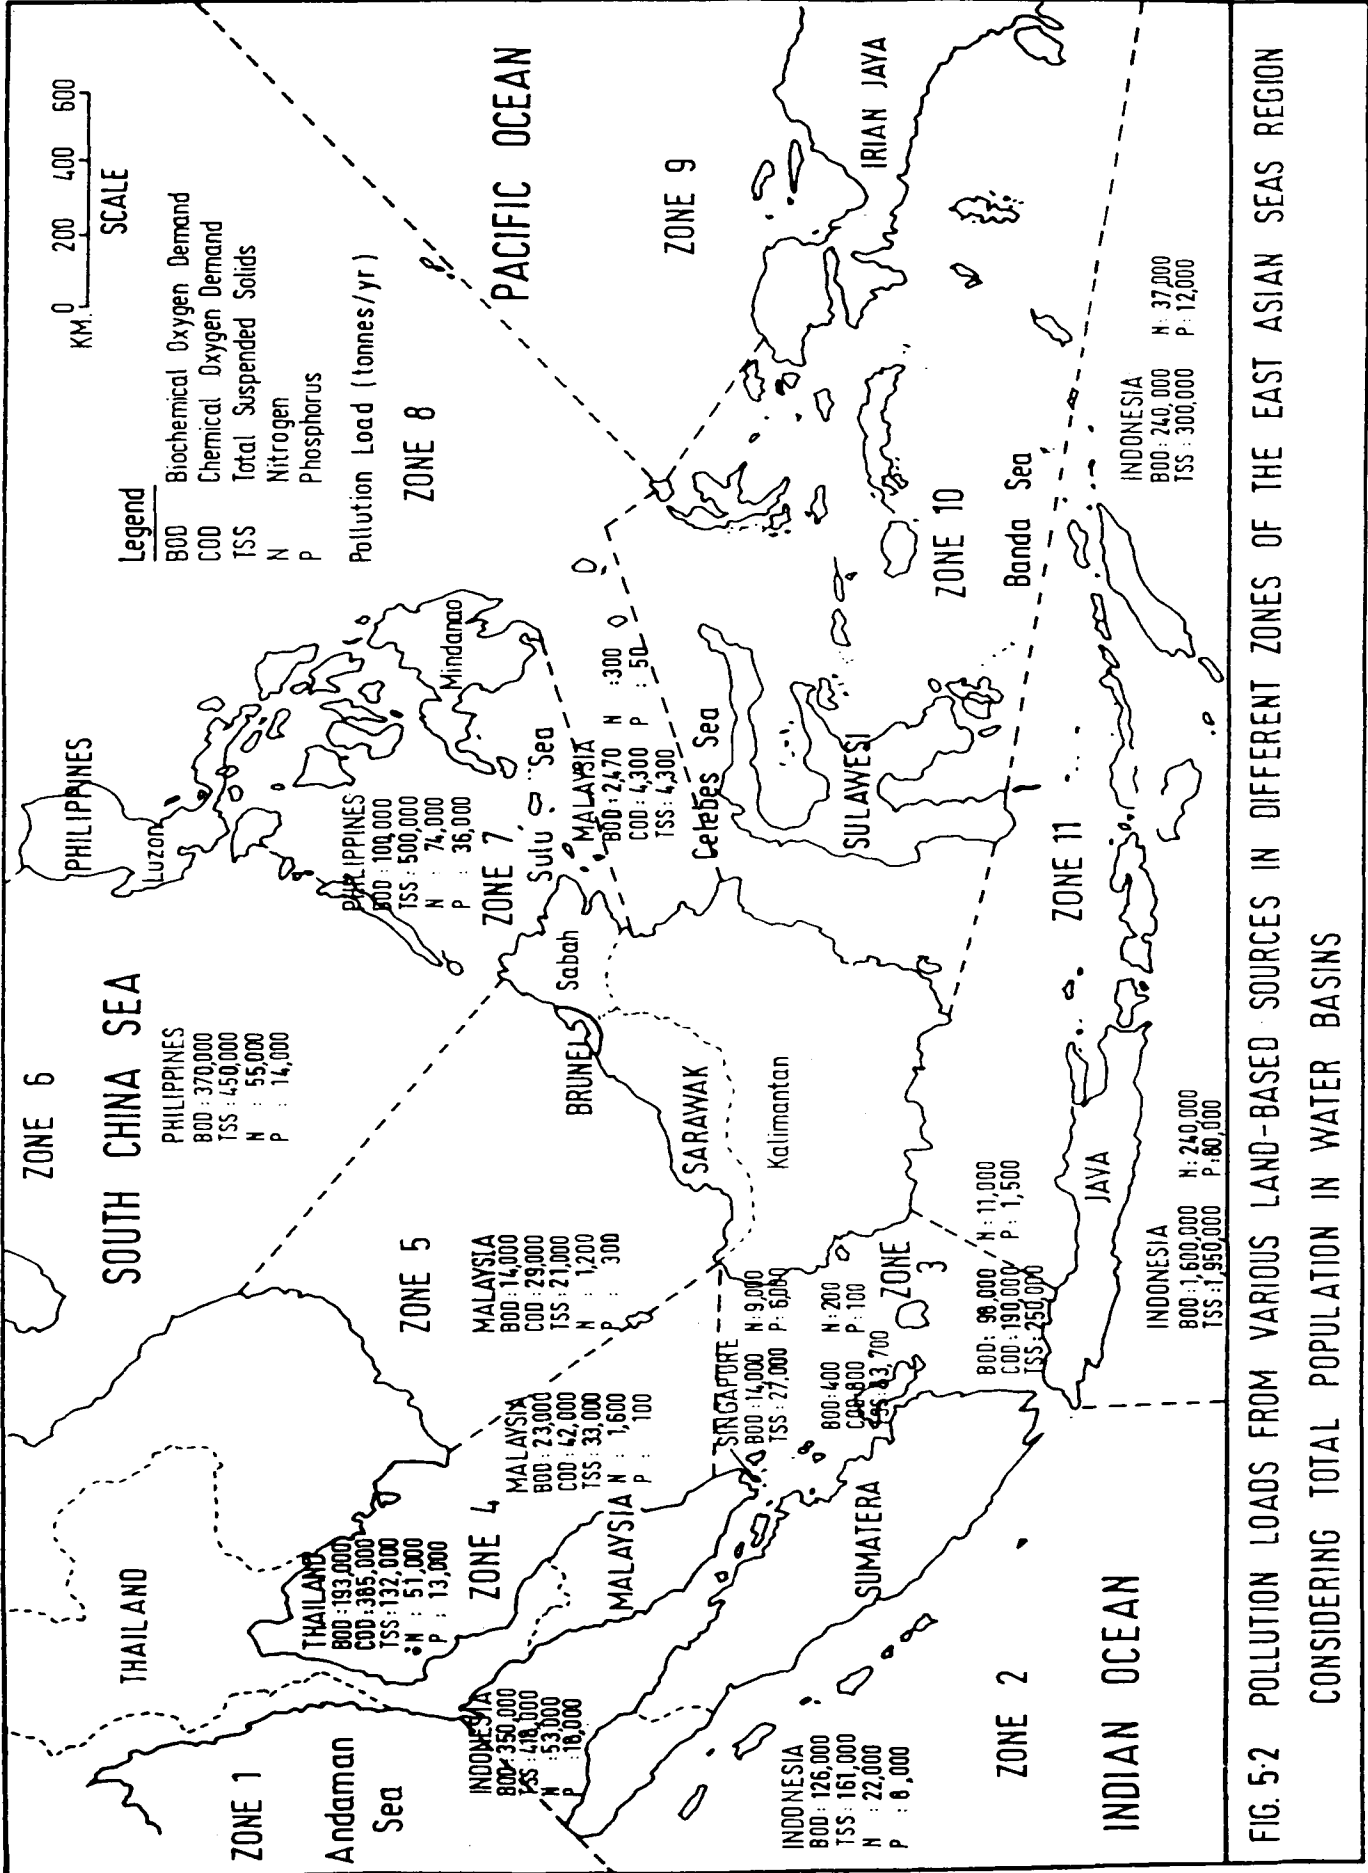 ZONE 6
SOUTH CHINA SEA
PHILIPPINES
BOD : 370,000
TSS : 450,000
N : 55,000
P : 14,000
PHILIPPINES
Luzon
Mindanao
Legend
BOD Biochemical Oxygen Demand
COD Chemical Oxygen Demand
TSS Total Suspended Solids
N Nitrogen
P Phosphorus
Pollution Load (tonnes/yr)
0 200 400 600
KM.
SCALE
ZONE 8
PACIFIC OCEAN
ZONE 9
IRIAN JAYA
THAILAND
ZONE 1
Andaman
Sea
THAILAND
BOD : 193,000
COD : 385,000
TSS : 132,000
N : 51,000
P : 13,000
ZONE 4
ZONE 5
MALAYSIA
BOD : 14,000
COD : 29,000
TSS : 21,000
N : 1,200
P : 300
MALAYSIA
BOD : 23,000
COD : 42,000
TSS : 33,000
N : 1,600
P : 100
PHILIPPINES
TSS : 500,000
N : 74,000
P : 36,000
ZONE 7
Sulu Sea
Sabah
BRUNEI
SARAWAK
Kalimantan
MALAYSIA
BOD : 2,470 N : 300
COD : 4,300 P : 50
TSS : 4,300
Celebes Sea
SULAWESI
ZONE 10
Banda Sea
INDONESIA
BOD : 350,000
TSS : 418,000
N : 53,000
P : 18,000
MALAYSIA
SINGAPORE
BOD : 14,000 N : 9,000
TSS : 27,000 P : 6,000
BOD : 400 N : 200
COD : 800 P : 100
ZONE
3
SUMATERA
BOD : 98,000 N : 11,000
COD : 190,000 P : 1,500
TSS : 250,000
INDONESIA
BOD : 126,000
TSS : 161,000
N : 22,000
P : 8,000
ZONE 2
INDIAN OCEAN
JAVA
ZONE 11
INDONESIA
BOD : 1,600,000 N : 240,000
TSS : 1,950,000 P : 80,000
INDONESIA
BOD : 240,000 N : 37,000
TSS : 300,000 P : 12,000
FIG. 5·2 POLLUTION LOADS FROM VARIOUS LAND-BASED SOURCES IN DIFFERENT ZONES OF THE EAST ASIAN SEAS REGION
CONSIDERING TOTAL POPULATION IN WATER BASINS